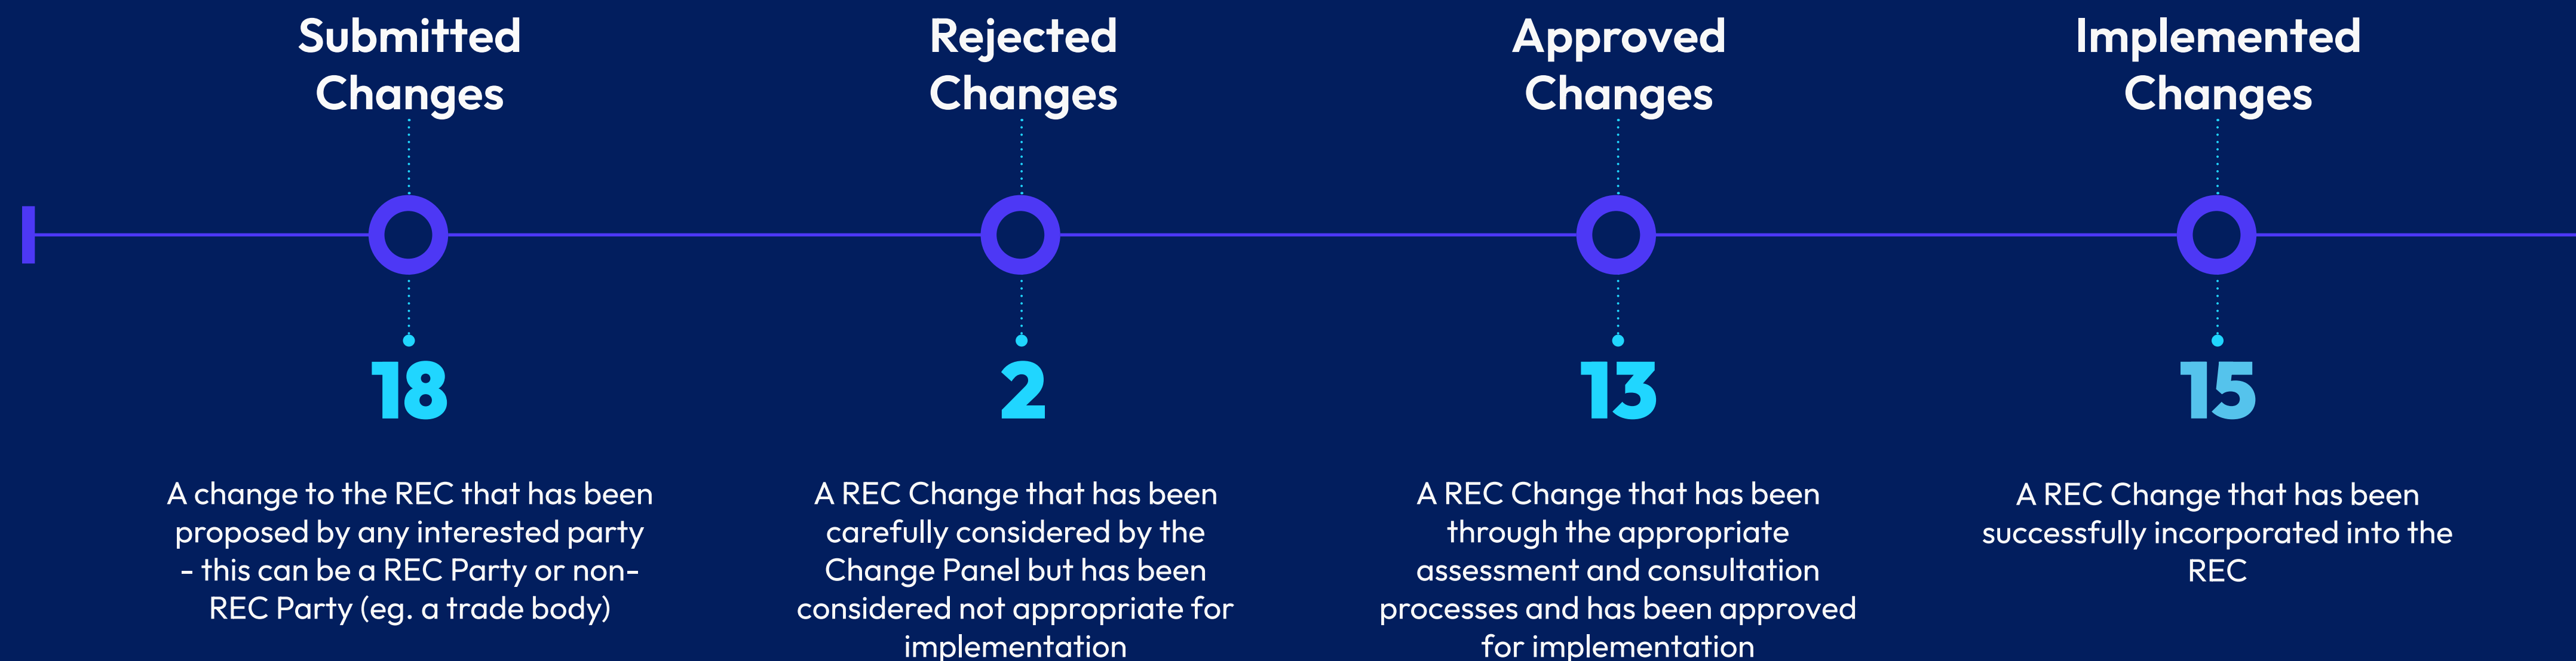 Submitted
Changes
18
A change to the REC that has been
proposed by any interested party
- this can be a REC Party or non-
REC Party (eg. a trade body)
Rejected
Changes
2
A REC Change that has been
carefully considered by the
Change Panel but has been
considered not appropriate for
implementation
Approved
Changes
13
A REC Change that has been
through the appropriate
assessment and consultation
processes and has been approved
for implementation
Implemented
Changes
15
A REC Change that has been
successfully incorporated into the
REC